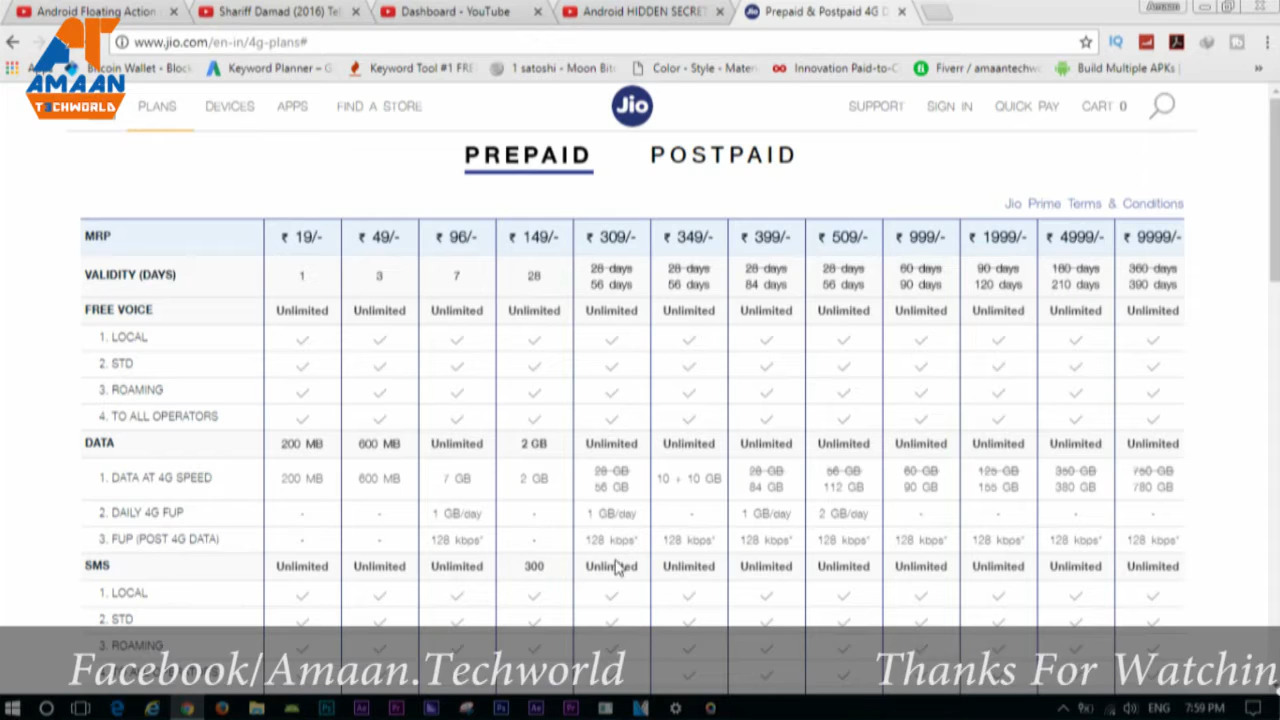 Android Floating Action
Shariff Damad (2016) Tel
Dashboard - YouTube
Android HIDDEN SECRET
Prepaid & Postpaid 4G D
Amaan
www.jio.com/en-in/4g-plans#
Bitcoin Wallet - Block
Keyword Planner – G
Keyword Tool #1 FRE
1 satoshi - Moon Bitc
Color - Style - Mater
Innovation Paid-to-C
Fiverr / amaantechwo
Build Multiple APKs |
AT
AMAAN
T3CHWORLD
PLANS DEVICES APPS FIND A STORE Jio SUPPORT SIGN IN QUICK PAY CART 0
PREPAID POSTPAID
Jio Prime Terms & Conditions
MRP ₹ 19/- ₹ 49/- ₹ 96/- ₹ 149/- ₹ 309/- ₹ 349/- ₹ 399/- ₹ 509/- ₹ 999/- ₹ 1999/- ₹ 4999/- ₹ 9999/-
28 days 28 days 28 days 28 days 60 days 90 days 180 days 360 days
VALIDITY (DAYS) 1 3 7 28 56 days 56 days 84 days 56 days 90 days 120 days 210 days 390 days
FREE VOICE Unlimited Unlimited Unlimited Unlimited Unlimited Unlimited Unlimited Unlimited Unlimited Unlimited Unlimited Unlimited
1. LOCAL
2. STD
3. ROAMING
4. TO ALL OPERATORS
DATA 200 MB 600 MB Unlimited 2 GB Unlimited Unlimited Unlimited Unlimited Unlimited Unlimited Unlimited Unlimited
28 GB 28 GB 56 GB 60 GB 125 GB 350 GB 750 GB
1. DATA AT 4G SPEED 200 MB 600 MB 7 GB 2 GB 56 GB 10 + 10 GB 84 GB 112 GB 90 GB 155 GB 380 GB 780 GB
2. DAILY 4G FUP - - 1 GB/day - 1 GB/day - 1 GB/day 2 GB/day - - - -
3. FUP (POST 4G DATA) - - 128 kbps* - 128 kbps* 128 kbps* 128 kbps* 128 kbps* 128 kbps* 128 kbps* 128 kbps* 128 kbps*
SMS Unlimited Unlimited Unlimited 300 Unlimited Unlimited Unlimited Unlimited Unlimited Unlimited Unlimited Unlimited
1. LOCAL
2. STD
3. ROAMING
Facebook/Amaan.Techworld Thanks For Watchin
ENG 7:59 PM